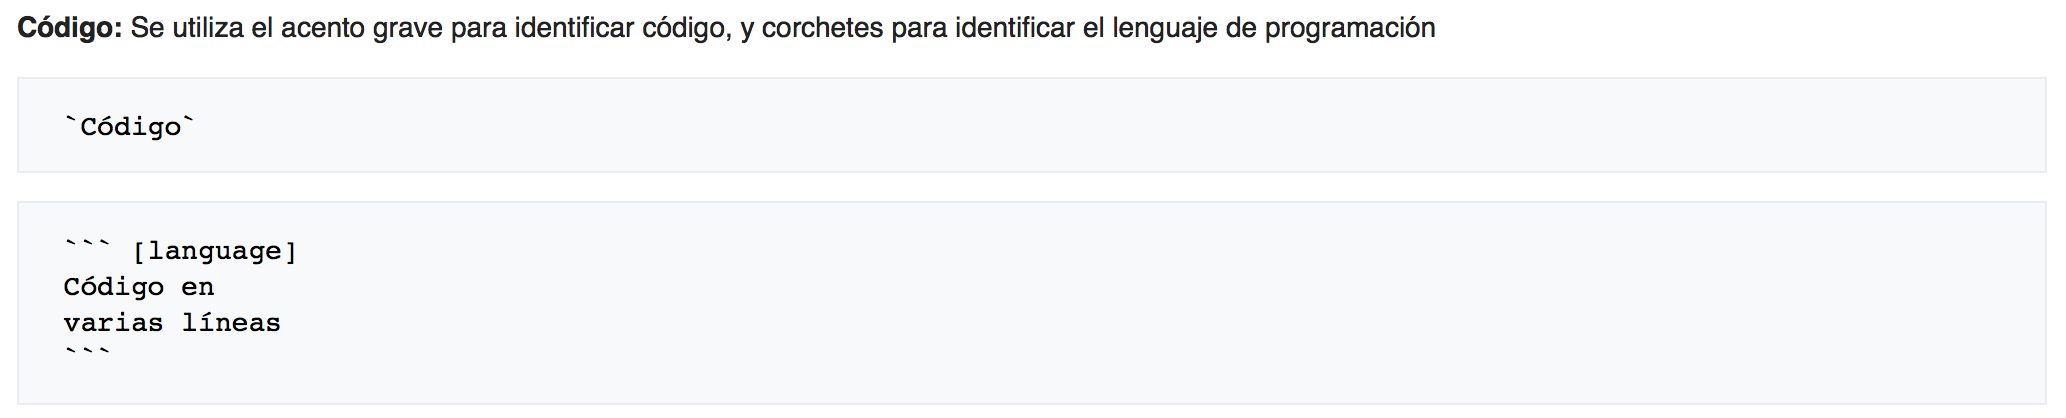 Código: Se utiliza el acento grave para identificar código, y corchetes para identificar el lenguaje de programación
`Código`
``` [language]
Código en
varias líneas
```